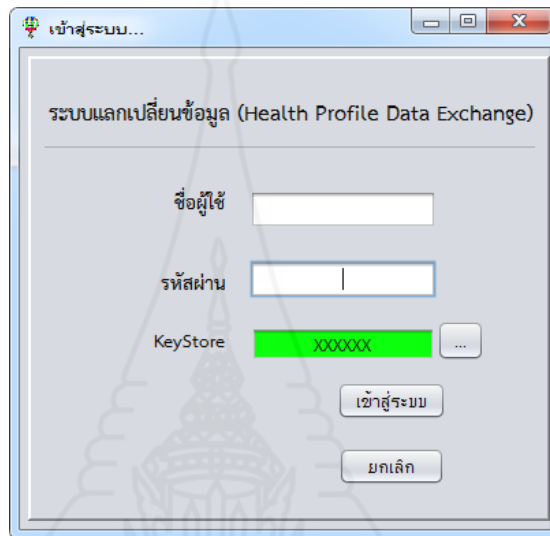 เข้าสู่ระบบ...
ระบบแลกเปลี่ยนข้อมูล (Health Profile Data Exchange)
ชื่อผู้ใช้
รหัสผ่าน
KeyStore XXXXXX ...
เข้าสู่ระบบ
ยกเลิก